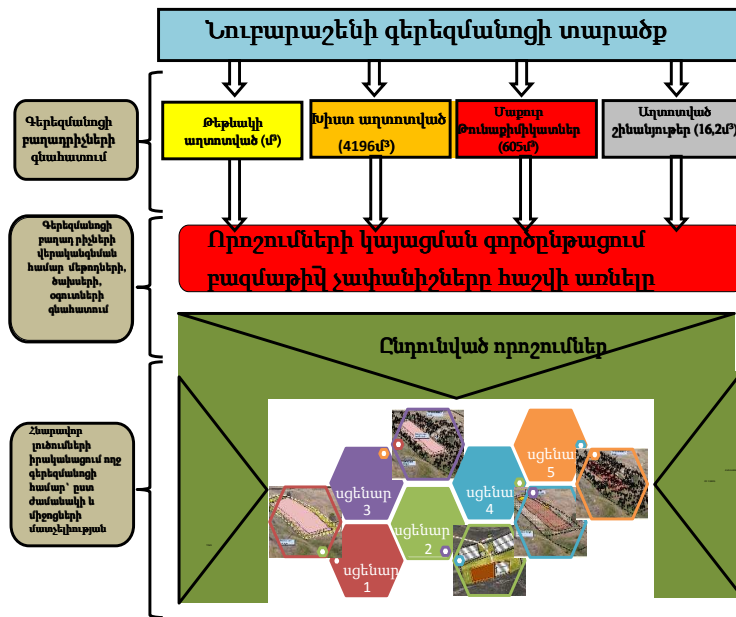 Նուբարաշենի գերեզմանոցի տարածք
Գերեզմանոցի
բաղադրիչների
գնահատում
Թեթևակի
աղտոտված (մ³)
Խիստ աղտոտված
(4196մ³)
Մաքուր
Թունաքիմիկատներ
(605մ³)
Աղտոտված
շինանյութեր (16,2մ³)
Գերեզմանոցի
բաղադրիչների
վերականգնման
համար մեթոդների,
ծախսերի,
օգուտների
գնահատում
Որոշումների կայացման գործընթացում
բազմաթիվ չափանիշները հաշվի առնելը
Ընդունված որոշումներ
Հնարավոր
լուծումների
իրականացում ողջ
գերեզմանոցի
համար՝ ըստ
ժամանակի և
միջոցների
մատչելիության
սցենար
5
սցենար
3
սցենար
4
սցենար
2
սցենար
1